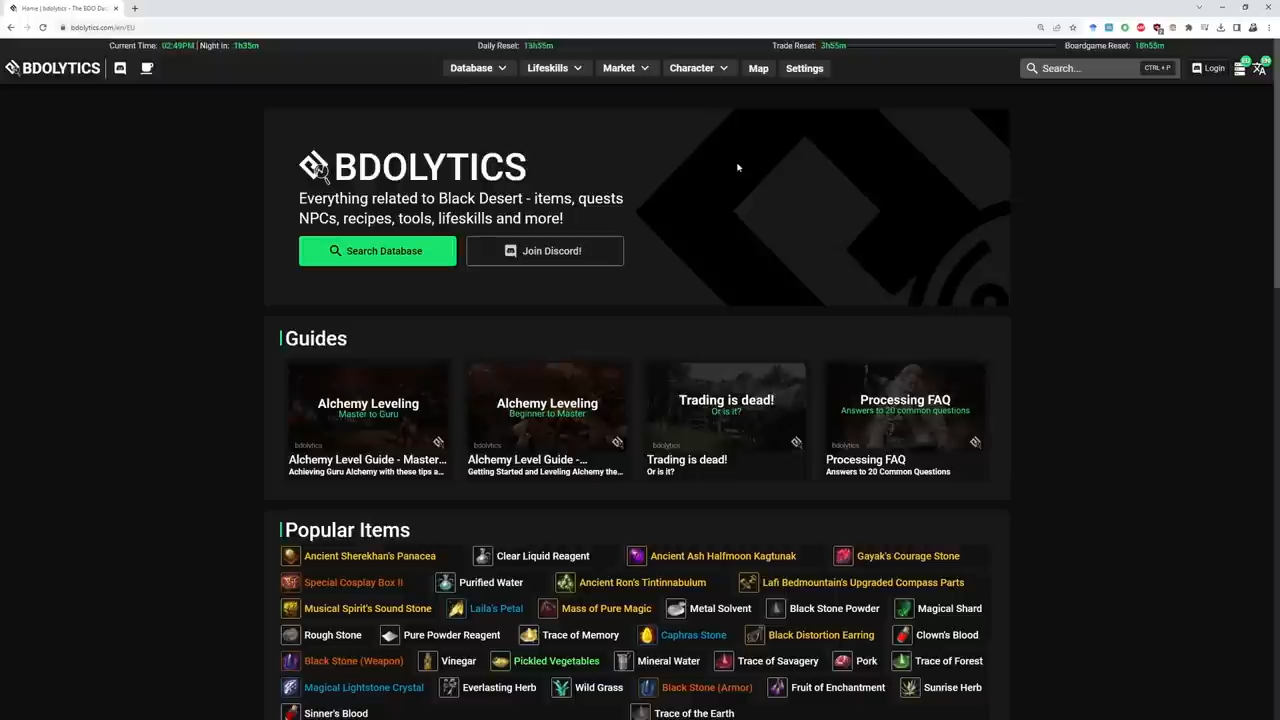 Home | bdolytics - The BDO Da
bdolytics.com/en/EU
Current Time: 02:49PM | Night in: 1h35m
Daily Reset: 13h55m
Trade Reset: 3h55m
Boardgame Reset: 10h55m
BDOLYTICS
Database
Lifeskills
Market
Character
Map
Settings
Search...
CTRL + P
Login
EU
EN
BDOLYTICS
Everything related to Black Desert - items, quests
NPCs, recipes, tools, lifeskills and more!
Search Database
Join Discord!
Guides
Alchemy Leveling
Master to Guru
bdolytics
Alchemy Level Guide - Master...
Achieving Guru Alchemy with these tips a...
Alchemy Leveling
Beginner to Master
bdolytics
Alchemy Level Guide -...
Getting Started and Leveling Alchemy the...
Trading is dead!
Or is it?
bdolytics
Trading is dead!
Or is it?
Processing FAQ
Answers to 20 common questions
bdolytics
Processing FAQ
Answers to 20 Common Questions
Popular Items
Ancient Sherekhan's Panacea
Clear Liquid Reagent
Ancient Ash Halfmoon Kagtunak
Gayak's Courage Stone
Special Cosplay Box II
Purified Water
Ancient Ron's Tintinnabulum
Lafi Bedmountain's Upgraded Compass Parts
Musical Spirit's Sound Stone
Laila's Petal
Mass of Pure Magic
Metal Solvent
Black Stone Powder
Magical Shard
Rough Stone
Pure Powder Reagent
Trace of Memory
Caphras Stone
Black Distortion Earring
Clown's Blood
Black Stone (Weapon)
Vinegar
Pickled Vegetables
Mineral Water
Trace of Savagery
Pork
Trace of Forest
Magical Lightstone Crystal
Everlasting Herb
Wild Grass
Black Stone (Armor)
Fruit of Enchantment
Sunrise Herb
Sinner's Blood
Trace of the Earth